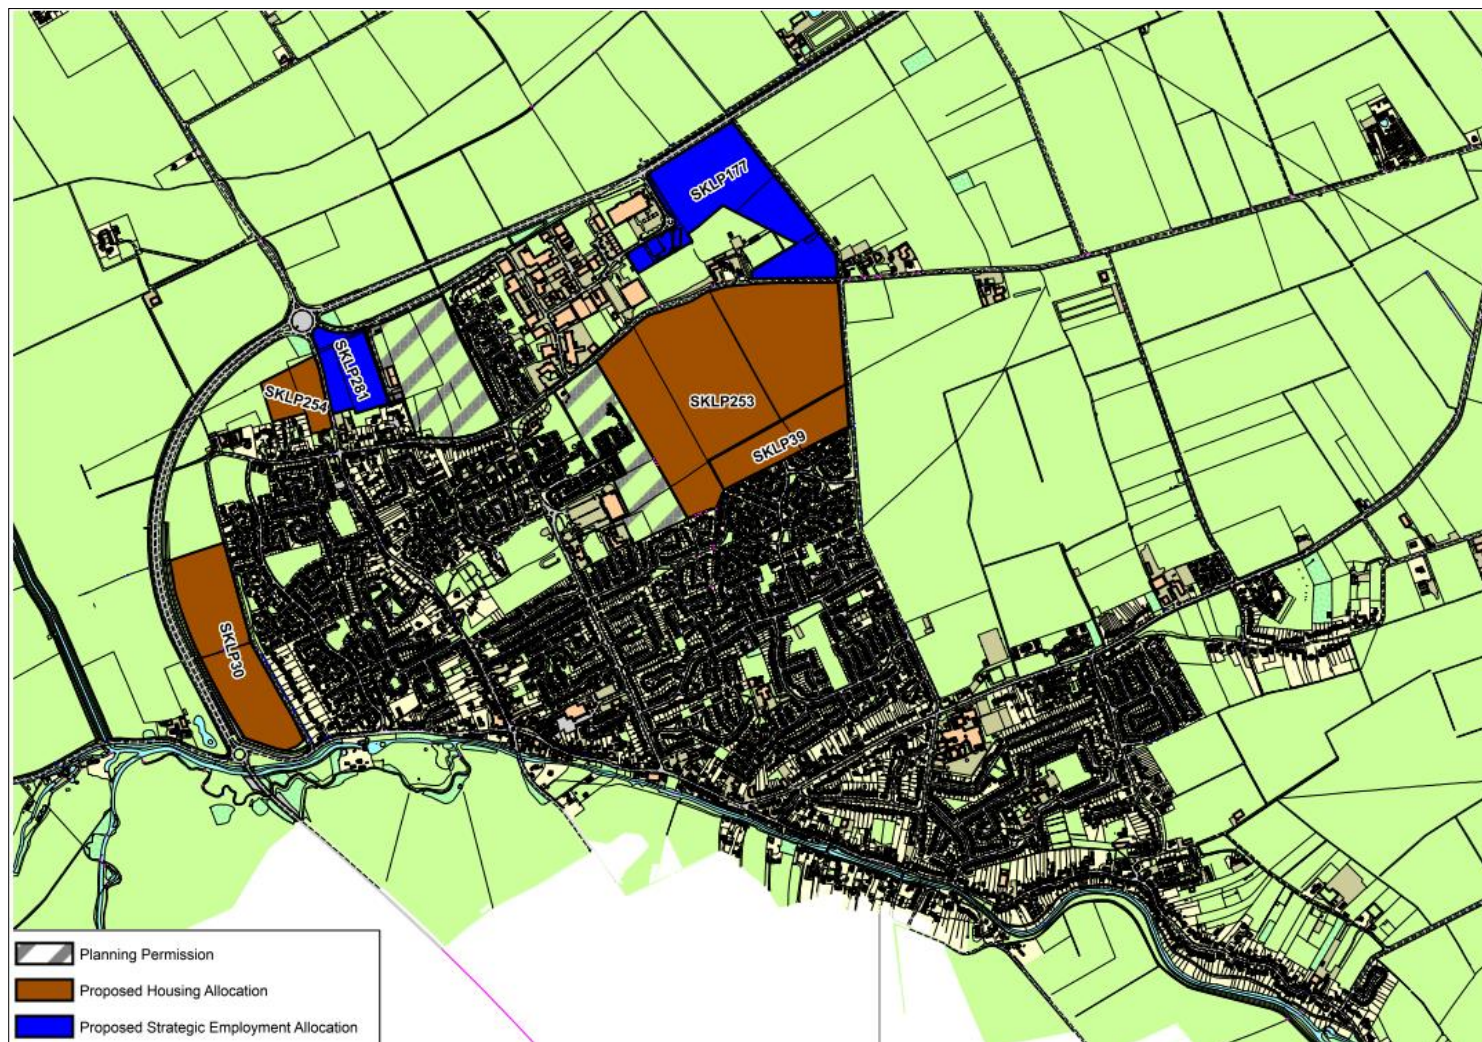 SKLP177
SKLP281
SKLP254
SKLP253
SKLP39
SKLP30
Planning Permission
Proposed Housing Allocation
Proposed Strategic Employment Allocation